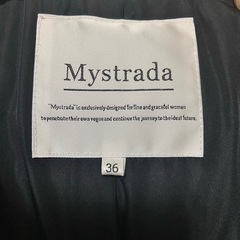 Mystrada
"Mystrada" is exclusively designed for fine and graceful women
to penetrate their own vogue and continue the journey to the ideal future.
36